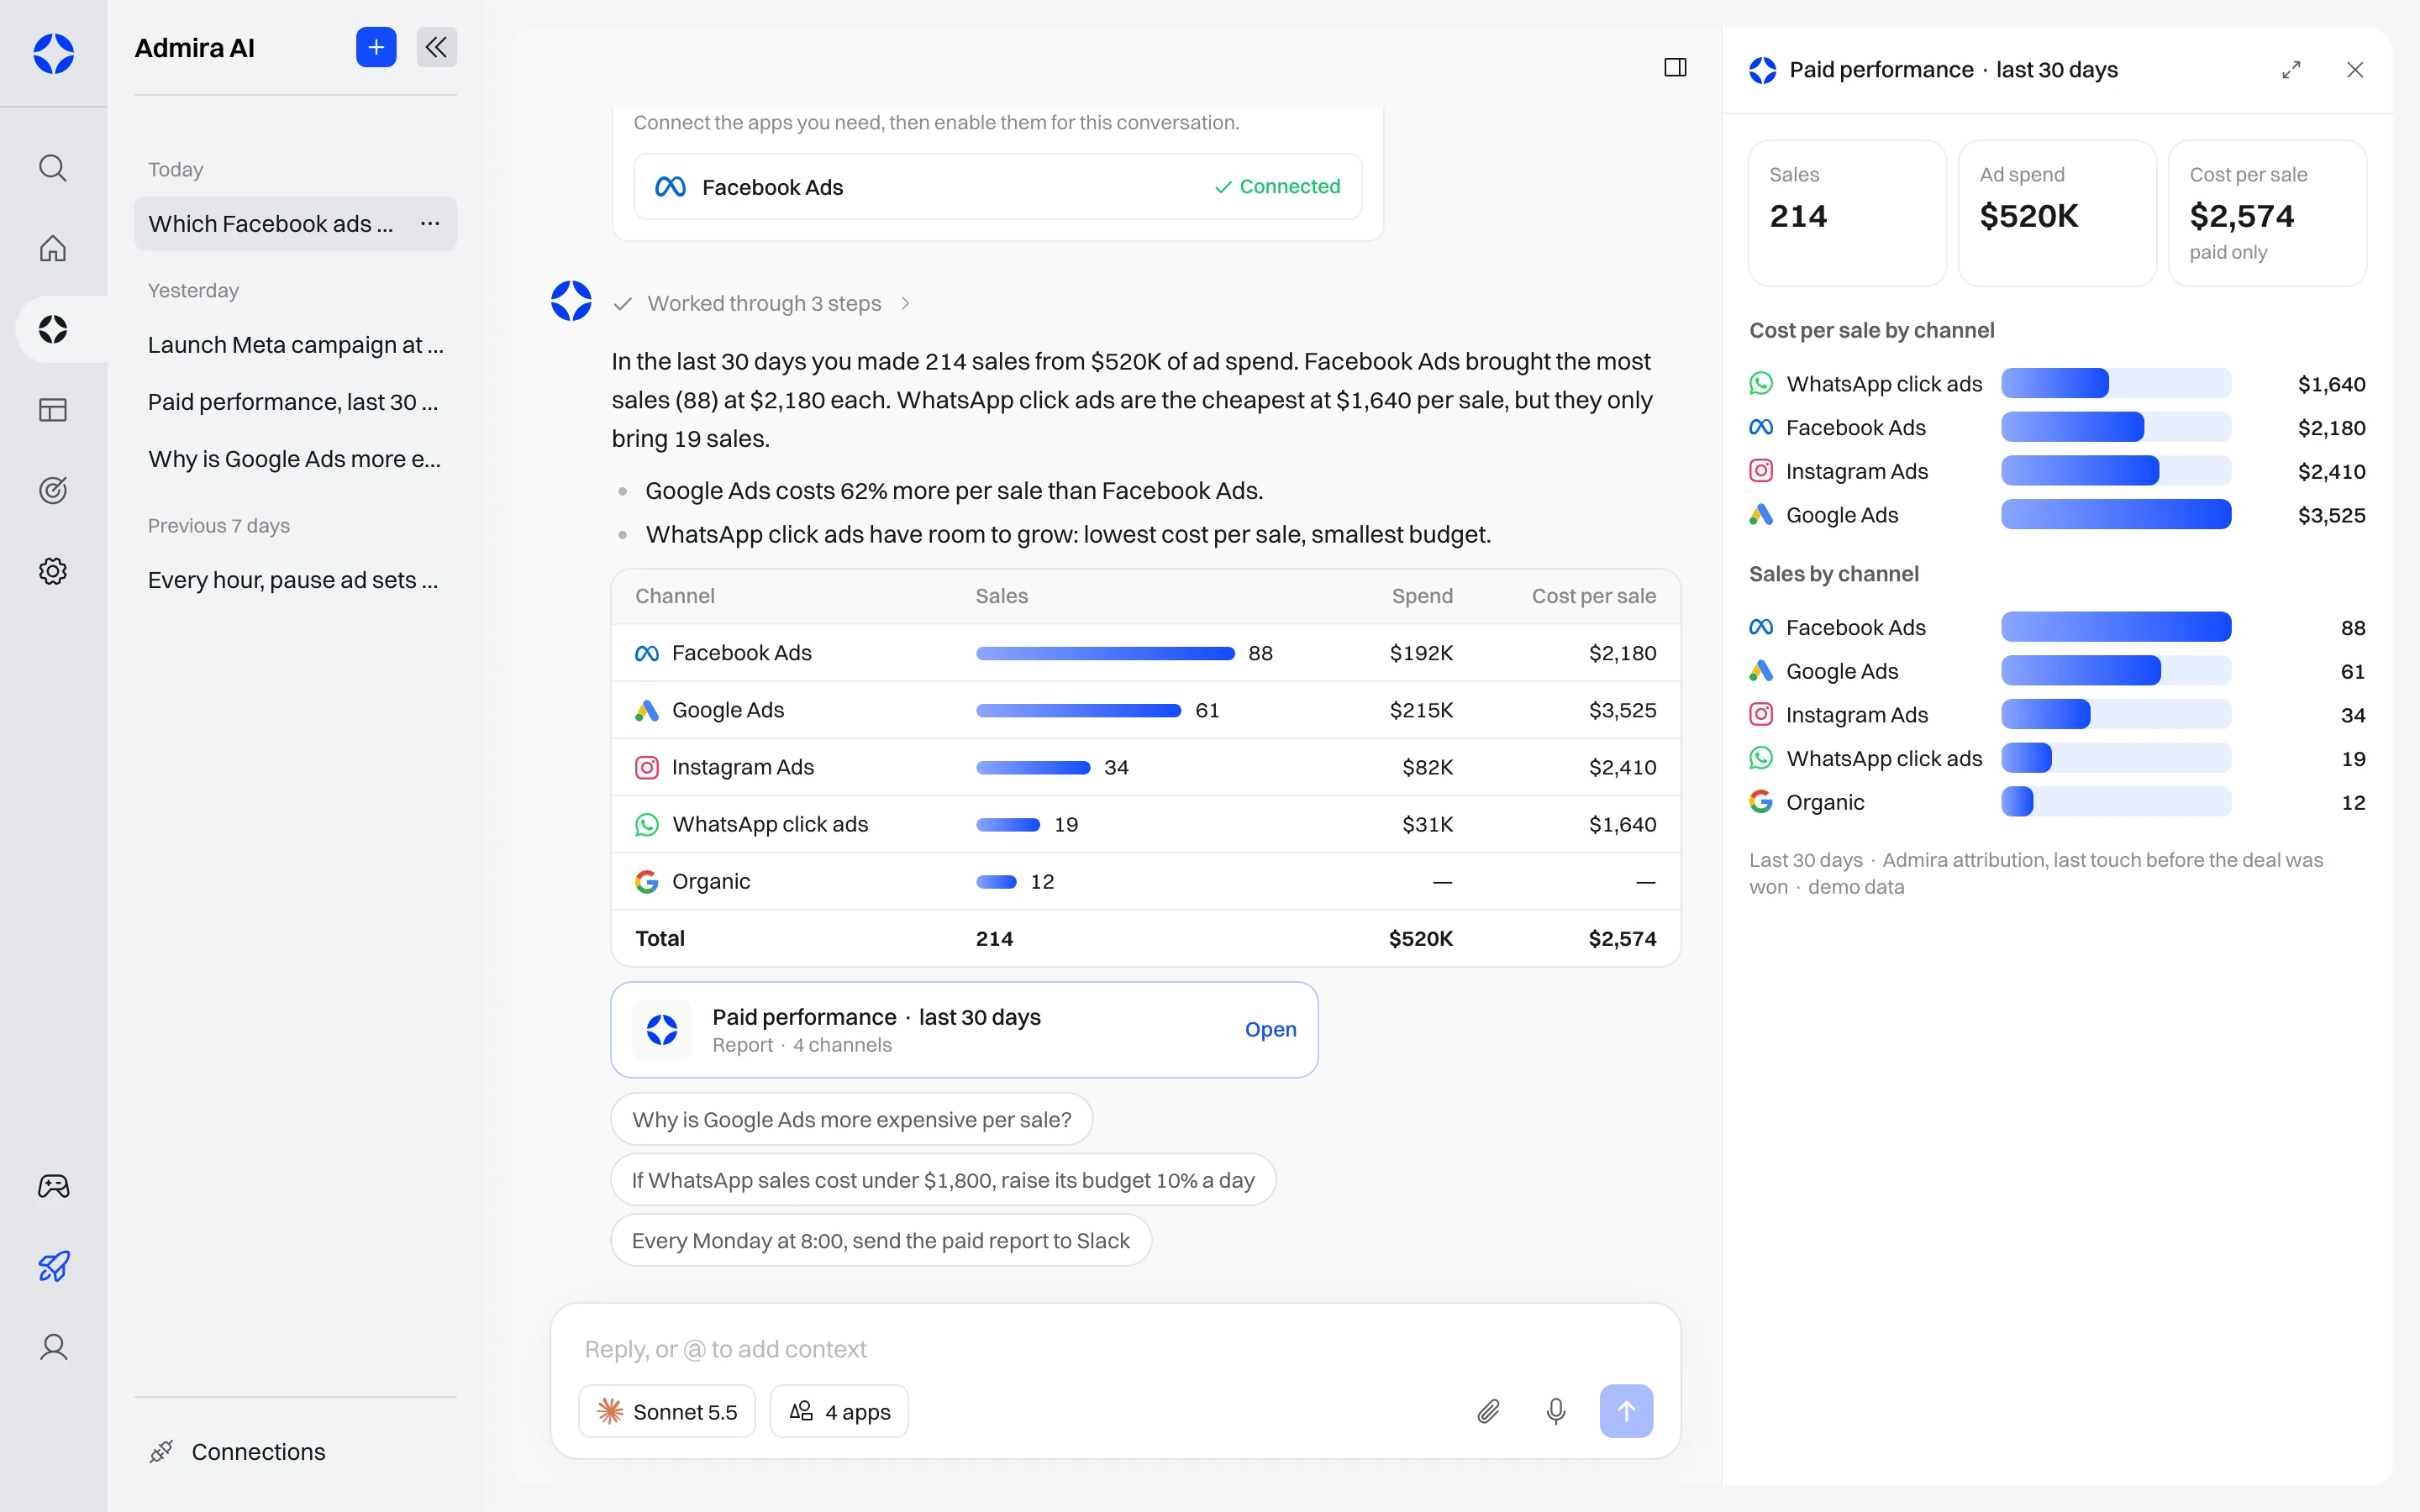 Admira AI
Today
Which Facebook ads ...
Yesterday
Launch Meta campaign at ...
Paid performance, last 30 ...
Why is Google Ads more e...
Previous 7 days
Every hour, pause ad sets ...
Connections
Connect the apps you need, then enable them for this conversation.
Facebook Ads
Connected
Worked through 3 steps
In the last 30 days you made 214 sales from $520K of ad spend. Facebook Ads brought the most
sales (88) at $2,180 each. WhatsApp click ads are the cheapest at $1,640 per sale, but they only
bring 19 sales.
Google Ads costs 62% more per sale than Facebook Ads.
WhatsApp click ads have room to grow: lowest cost per sale, smallest budget.
Channel Sales Spend Cost per sale
Facebook Ads 88 $192K $2,180
Google Ads 61 $215K $3,525
Instagram Ads 34 $82K $2,410
WhatsApp click ads 19 $31K $1,640
Organic 12 — —
Total 214 $520K $2,574
Paid performance · last 30 days
Report · 4 channels
Open
Why is Google Ads more expensive per sale?
If WhatsApp sales cost under $1,800, raise its budget 10% a day
Every Monday at 8:00, send the paid report to Slack
Reply, or @ to add context
Sonnet 5.5
4 apps
Paid performance · last 30 days
Sales
214
Ad spend
$520K
Cost per sale
$2,574
paid only
Cost per sale by channel
WhatsApp click ads $1,640
Facebook Ads $2,180
Instagram Ads $2,410
Google Ads $3,525
Sales by channel
Facebook Ads 88
Google Ads 61
Instagram Ads 34
WhatsApp click ads 19
Organic 12
Last 30 days · Admira attribution, last touch before the deal was
won · demo data